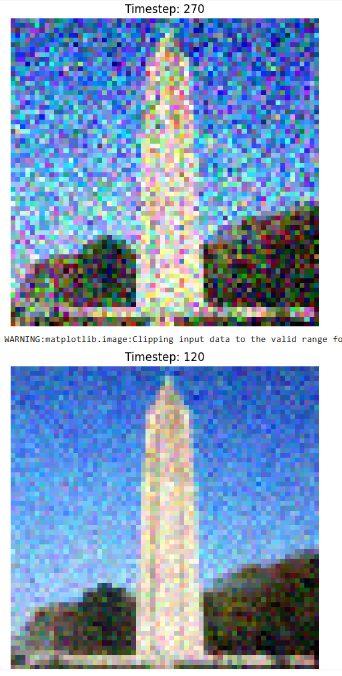 Timestep: 270
WARNING:matplotlib.image:Clipping input data to the valid range fo
Timestep: 120